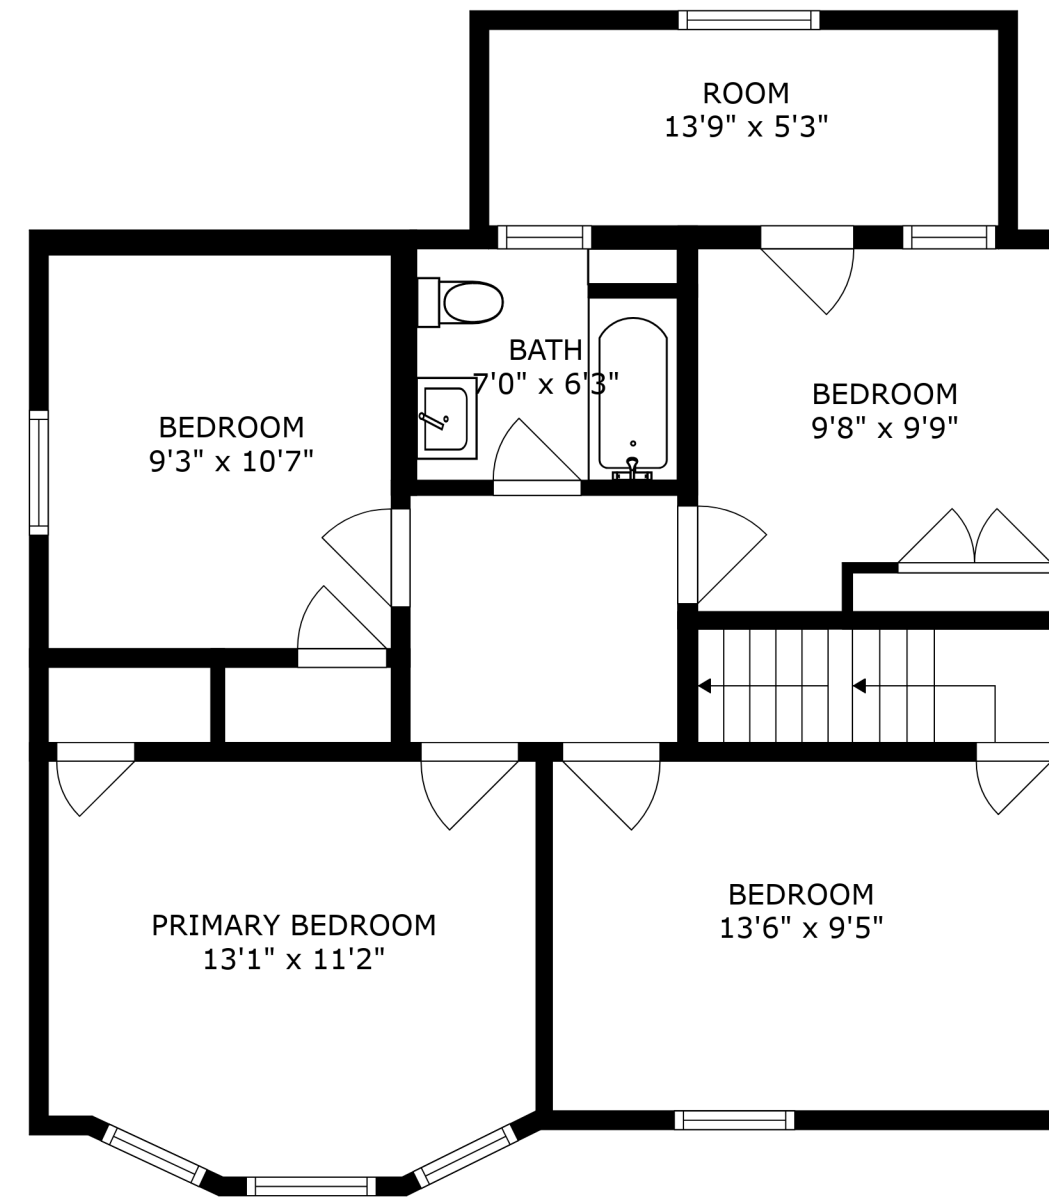 ROOM
13'9" x 5'3"
BATH
7'0" x 6'3"
BEDROOM
9'8" x 9'9"
BEDROOM
9'3" x 10'7"
BEDROOM
13'6" x 9'5"
PRIMARY BEDROOM
13'1" x 11'2"